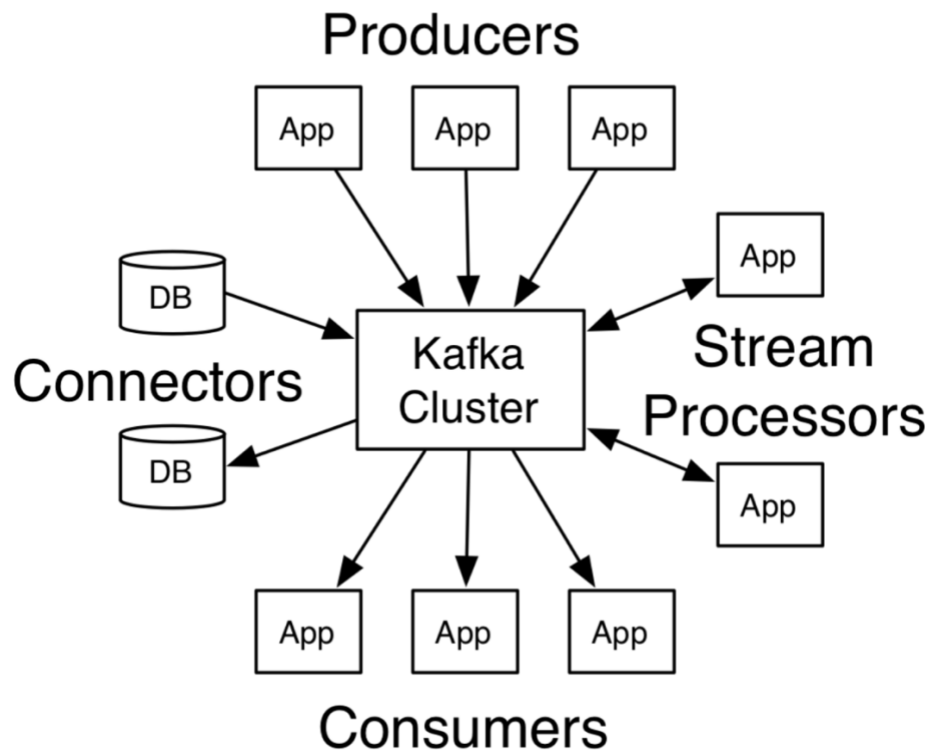 Producers
App
App
App
DB
App
Kafka
Cluster
Stream
Processors
Connectors
DB
App
App
App
App
Consumers